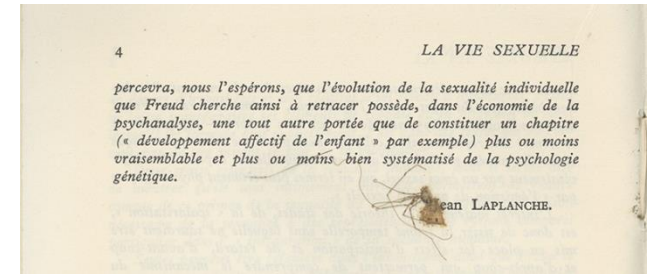 4 LA VIE SEXUELLE
percevra, nous l'espérons, que l'évolution de la sexualité individuelle
que Freud cherche ainsi à retracer possède, dans l'économie de la
psychanalyse, une tout autre portée que de constituer un chapitre
(« développement affectif de l'enfant » par exemple) plus ou moins
vraisemblable et plus ou moins bien systématisé de la psychologie
génétique.
Jean LAPLANCHE.